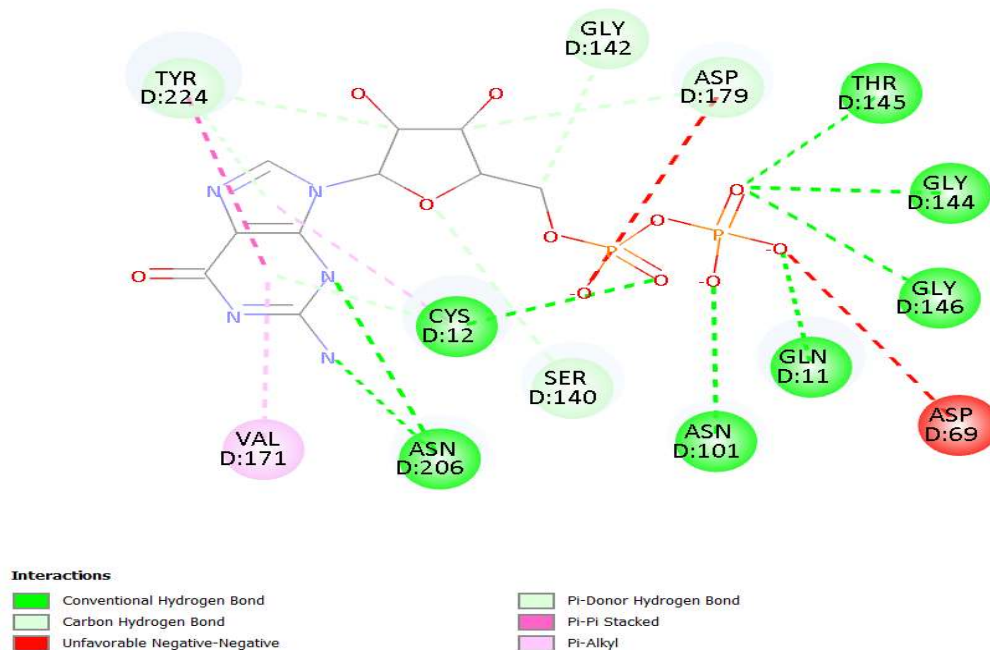 GLY
D:142
TYR
D:224
ASP
D:179
THR
D:145
O
O
GLY
D:144
N
N
O
O
O
O
P
P
-O
O
N
-O
O
-O
GLY
D:146
N
N
CYS
D:12
GLN
D:11
SER
D:140
ASP
D:69
VAL
D:171
ASN
D:206
ASN
D:101
Interactions
Conventional Hydrogen Bond
Carbon Hydrogen Bond
Unfavorable Negative-Negative
Pi-Donor Hydrogen Bond
Pi-Pi Stacked
Pi-Alkyl